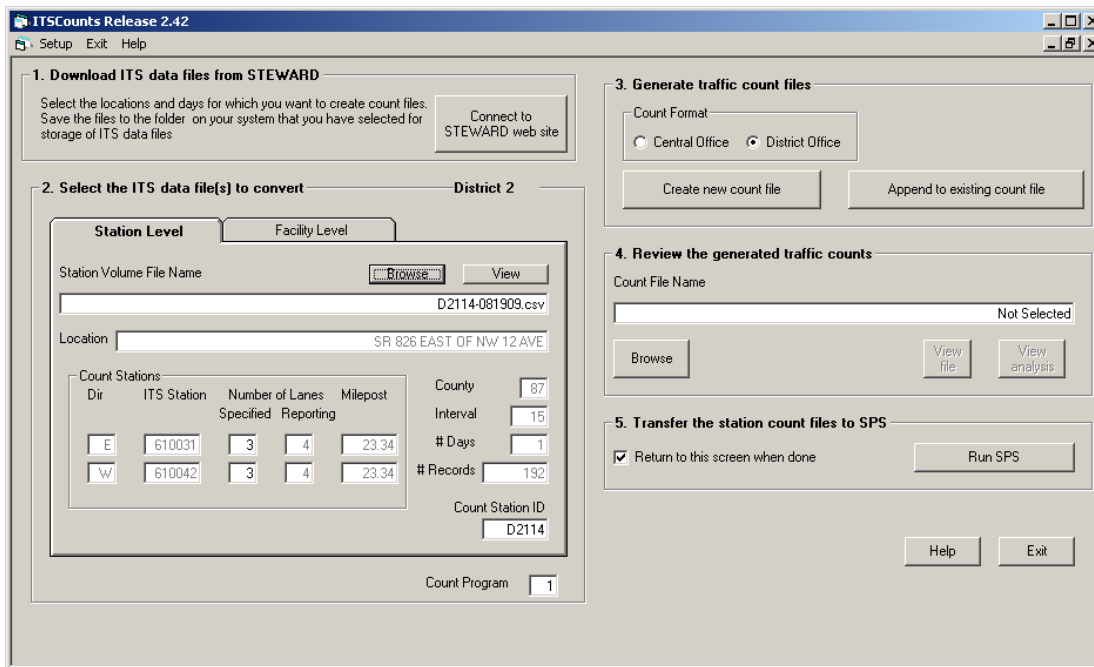 ITSCounts Release 2.42
Setup Exit Help
1. Download ITS data files from STEWARD
Select the locations and days for which you want to create count files.
Save the files to the folder on your system that you have selected for
storage of ITS data files
Connect to
STEWARD web site
2. Select the ITS data file(s) to convert
District 2
Station Level
Facility Level
Station Volume File Name
Browse
View
D2114-081909.csv
Location
SR 826 EAST OF NW 12 AVE
Count Stations
Dir ITS Station Number of Lanes Milepost
Specified Reporting
E 610031 3 4 23.34
W 610042 3 4 23.34
County 87
Interval 15
# Days 1
# Records 192
Count Station ID
D2114
Count Program 1
3. Generate traffic count files
Count Format
Central Office
District Office
Create new count file
Append to existing count file
4. Review the generated traffic counts
Count File Name
Not Selected
Browse
View
file
View
analysis
5. Transfer the station count files to SPS
Return to this screen when done
Run SPS
Help
Exit